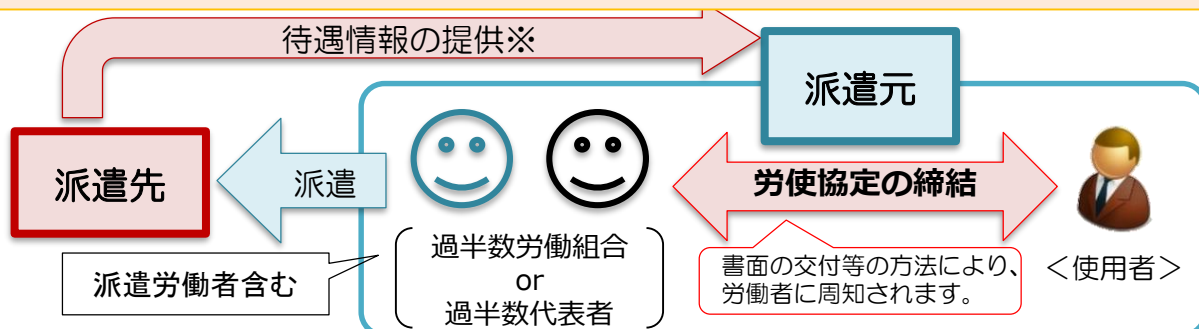 待遇情報の提供※
派遣元
派遣先
派遣
労使協定の締結
派遣労働者含む
過半数労働組合
or
過半数代表者
書面の交付等の方法により、
労働者に周知されます。
＜使用者＞